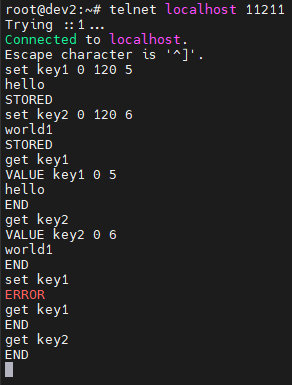 root@dev2:~# telnet localhost 11211
Trying ::1...
Connected to localhost.
Escape character is '^]'.
set key1 0 120 5
hello
STORED
set key2 0 120 6
world1
STORED
get key1
VALUE key1 0 5
hello
END
get key2
VALUE key2 0 6
world1
END
set key1
ERROR
get key1
END
get key2
END